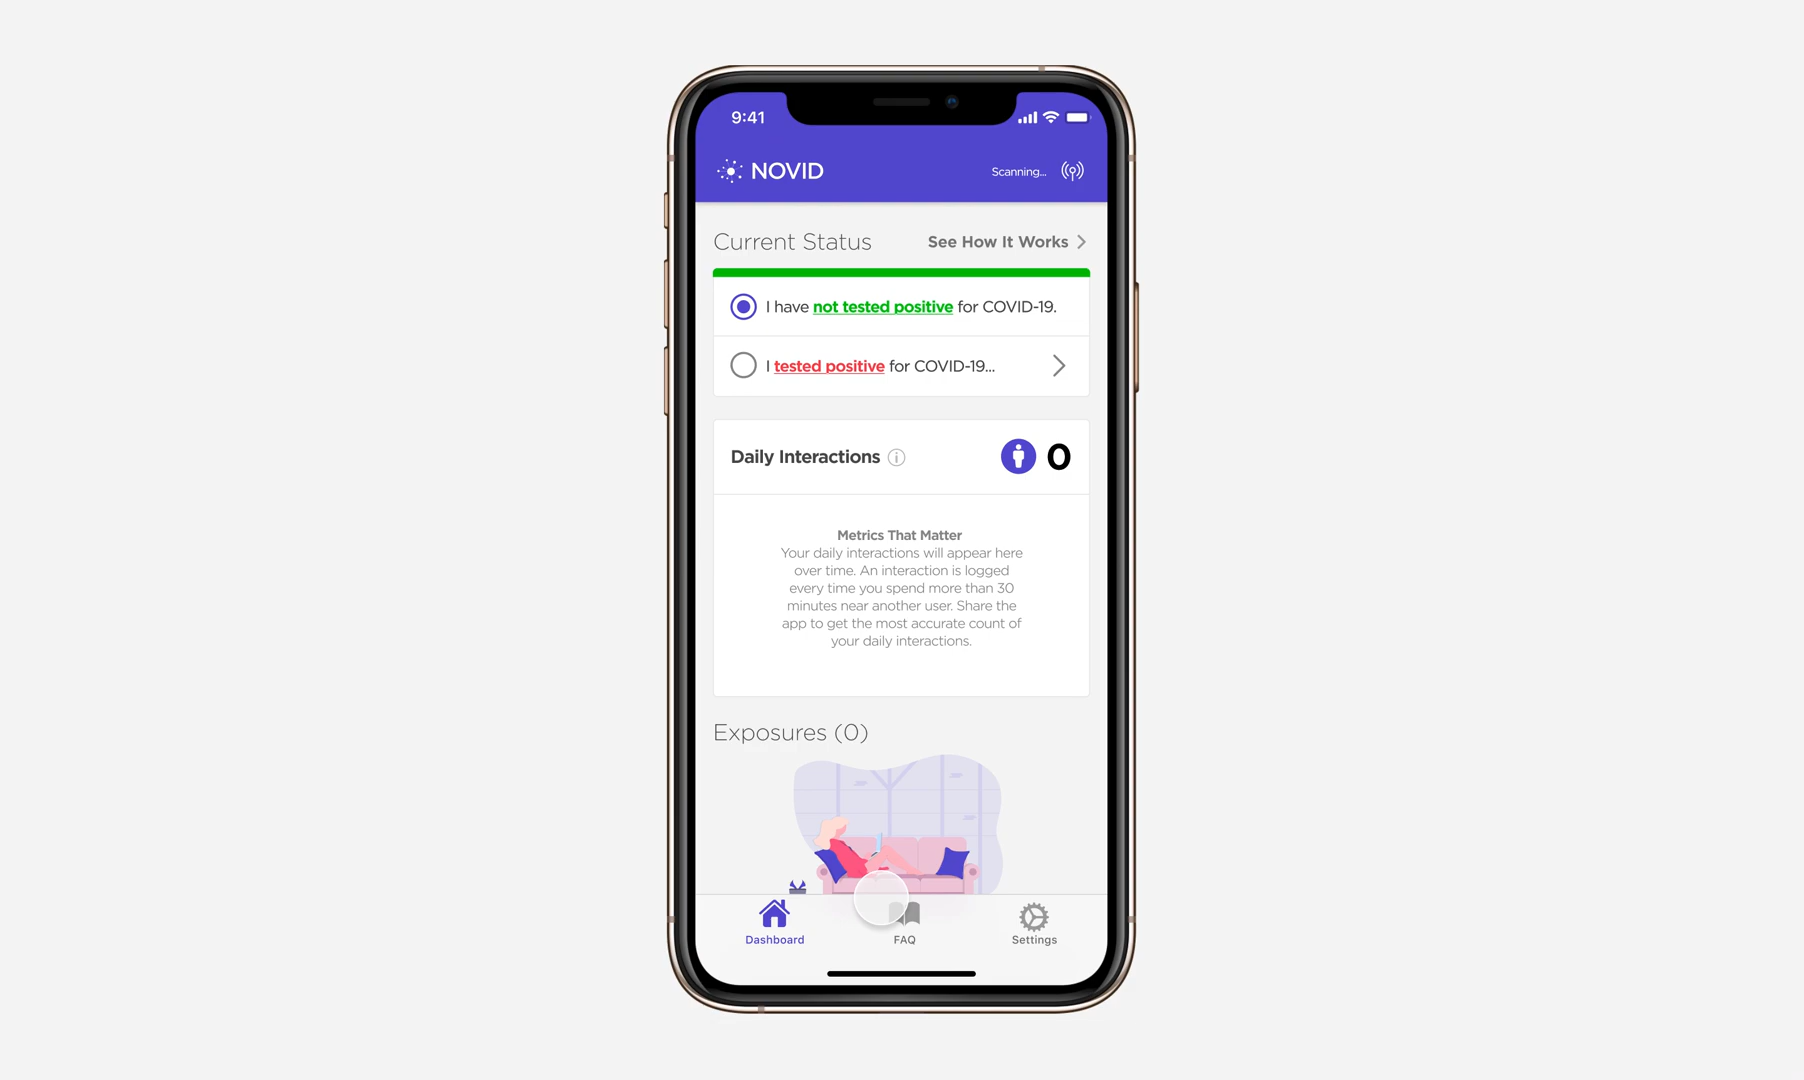 9:41
NOVID
Scanning...
Current Status
See How It Works
I have not tested positive for COVID-19.
I tested positive for COVID-19...
Daily Interactions
0
Metrics That Matter
Your daily interactions will appear here
over time. An interaction is logged
every time you spend more than 30
minutes near another user. Share the
app to get the most accurate count of
your daily interactions.
Exposures (0)
Dashboard
FAQ
Settings